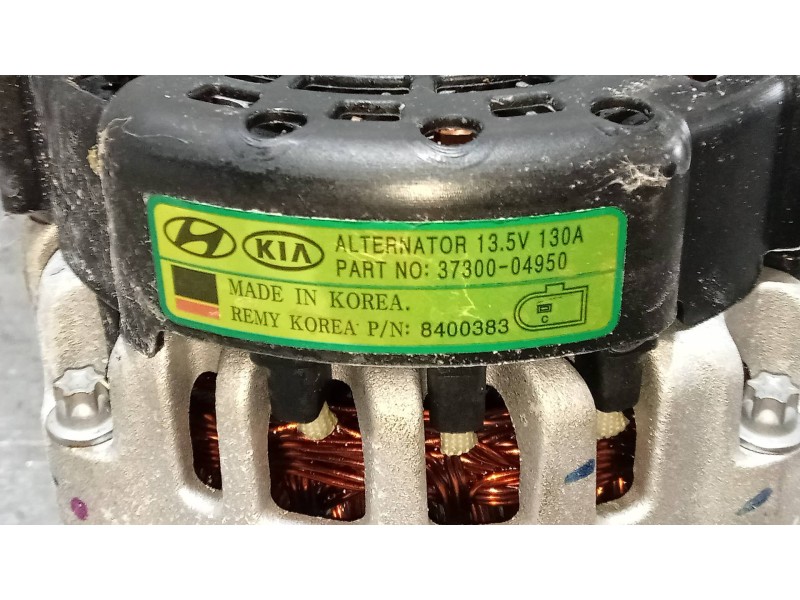 KIA
ALTERNATOR 13.5V 130A
PART NO: 37300-04950
MADE IN KOREA.
REMY KOREA P/N: 8400383
C